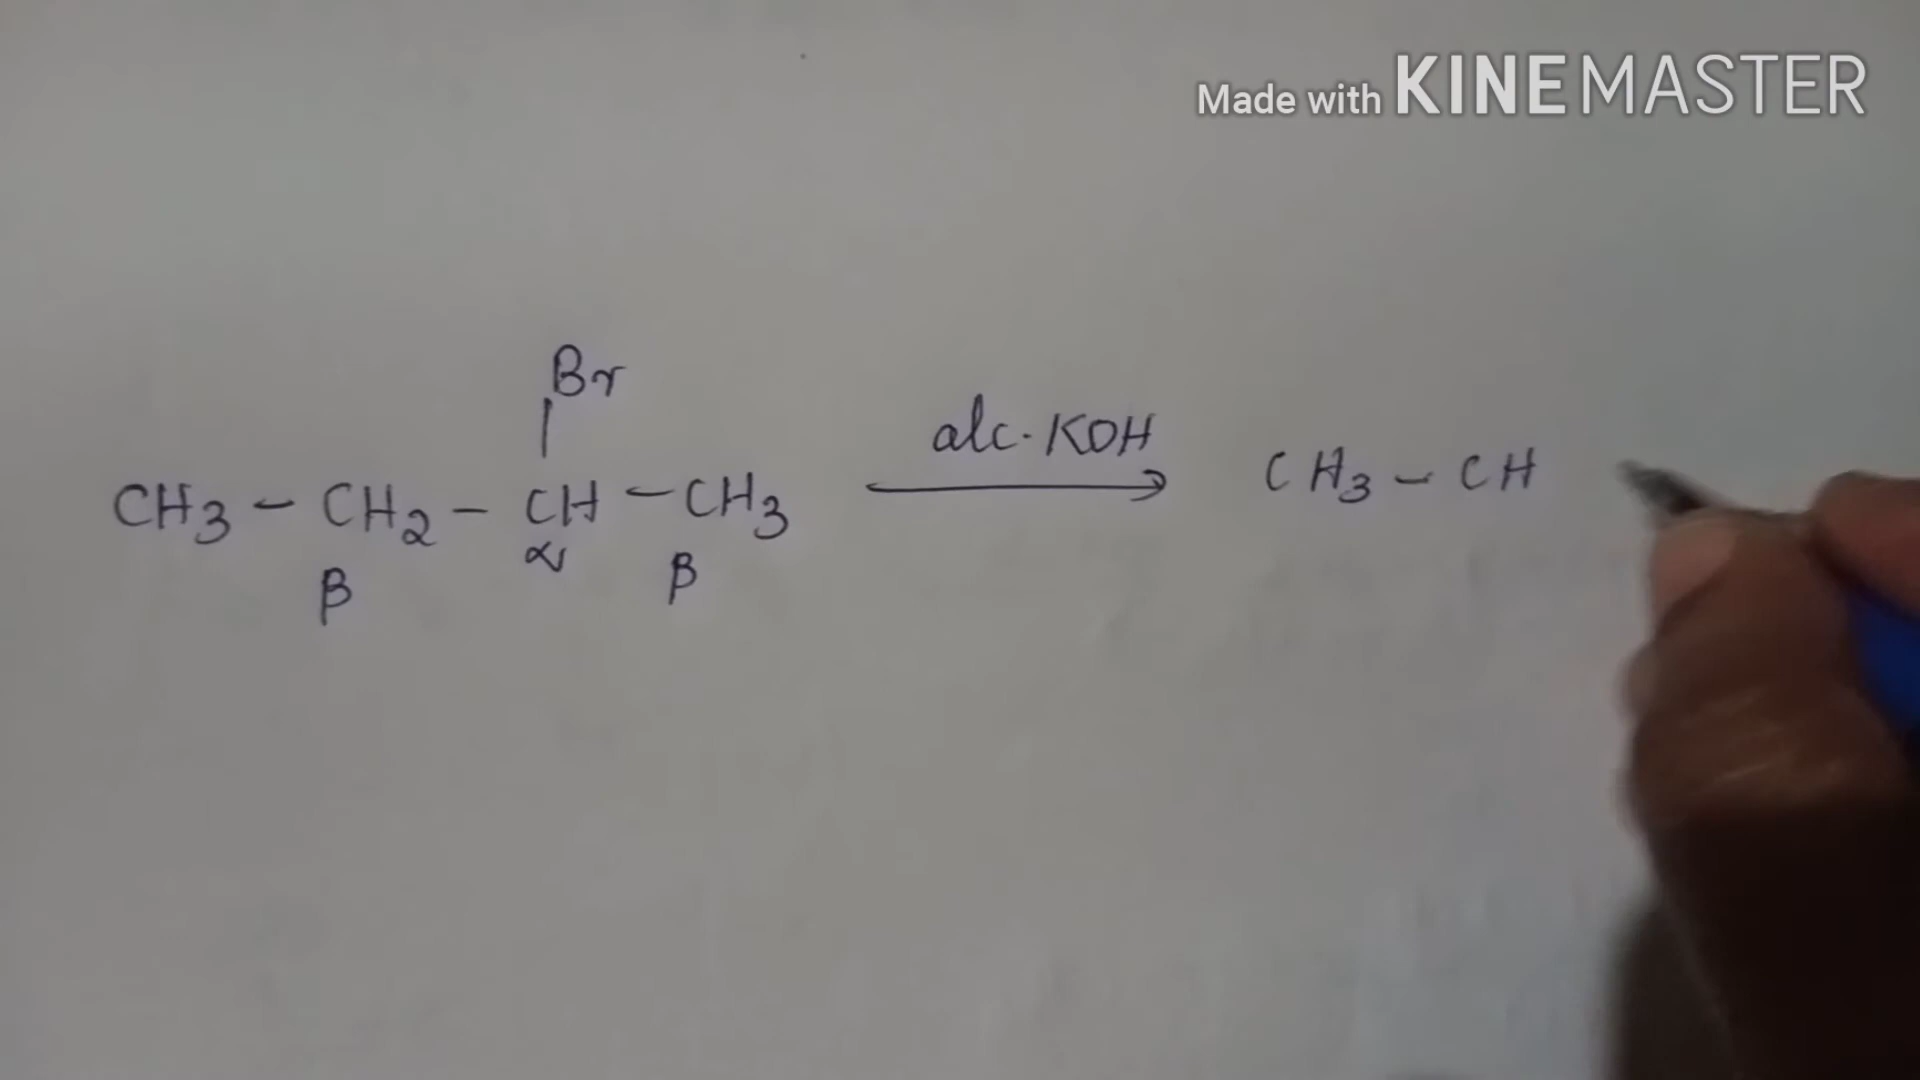 Made with KINEMASTER
Br
|
CH3 - CH2 - CH - CH3 alc. KOH → CH3 - CH
β α β